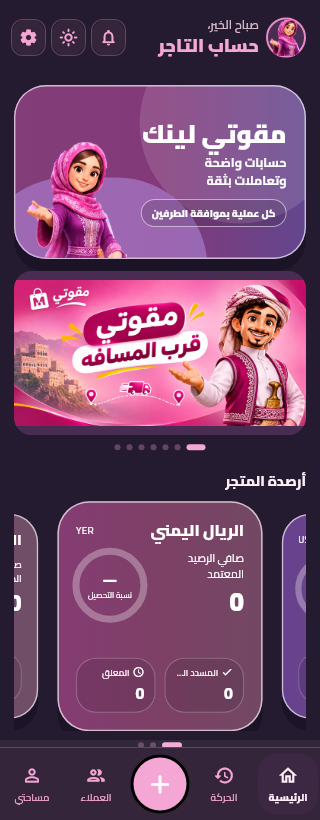 صباح الخير،
حساب التاجر
مقوتي لينك
حسابات واضحة
وتعاملات بثقة
كل عملية بموافقة الطرفين
مقوتي
M
مقوتي
قرب المسافه
أرصدة المتجر
الريال اليمني
YER
صافي الرصيد
المعتمد
0
—
نسبة التحصيل
المسدد الـ...
0
المعلق
0
الرئيسية
الحركة
+
العملاء
مساحتي